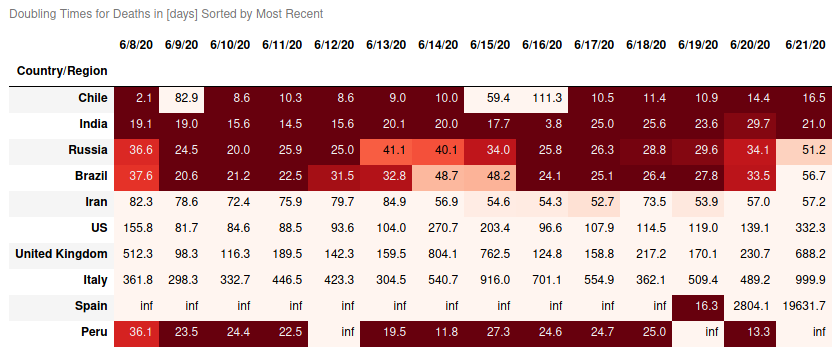 Doubling Times for Deaths in [days] Sorted by Most Recent
6/8/20 6/9/20 6/10/20 6/11/20 6/12/20 6/13/20 6/14/20 6/15/20 6/16/20 6/17/20 6/18/20 6/19/20 6/20/20 6/21/20
Country/Region
Chile 2.1 82.9 8.6 10.3 8.6 9.0 10.0 59.4 111.3 10.5 11.4 10.9 14.4 16.5
India 19.1 19.0 15.6 14.5 15.6 20.1 20.0 17.7 3.8 25.0 25.6 23.6 29.7 21.0
Russia 36.6 24.5 20.0 25.9 25.0 41.1 40.1 34.0 25.8 26.3 28.8 29.6 34.1 51.2
Brazil 37.6 20.6 21.2 22.5 31.5 32.8 48.7 48.2 24.1 25.1 26.4 27.8 33.5 56.7
Iran 82.3 78.6 72.4 75.9 79.7 84.9 56.9 54.6 54.3 52.7 73.5 53.9 57.0 57.2
US 155.8 81.7 84.6 88.5 93.6 104.0 270.7 203.4 96.6 107.9 114.5 119.0 139.1 332.3
United Kingdom 512.3 98.3 116.3 189.5 142.3 159.5 804.1 762.5 124.8 158.8 217.2 170.1 230.7 688.2
Italy 361.8 298.3 332.7 446.5 423.3 304.5 540.7 916.0 701.1 554.9 362.1 509.4 489.2 999.9
Spain inf inf inf inf inf inf inf inf inf inf inf 16.3 2804.1 19631.7
Peru 36.1 23.5 24.4 22.5 inf 19.5 11.8 27.3 24.6 24.7 25.0 inf 13.3 inf